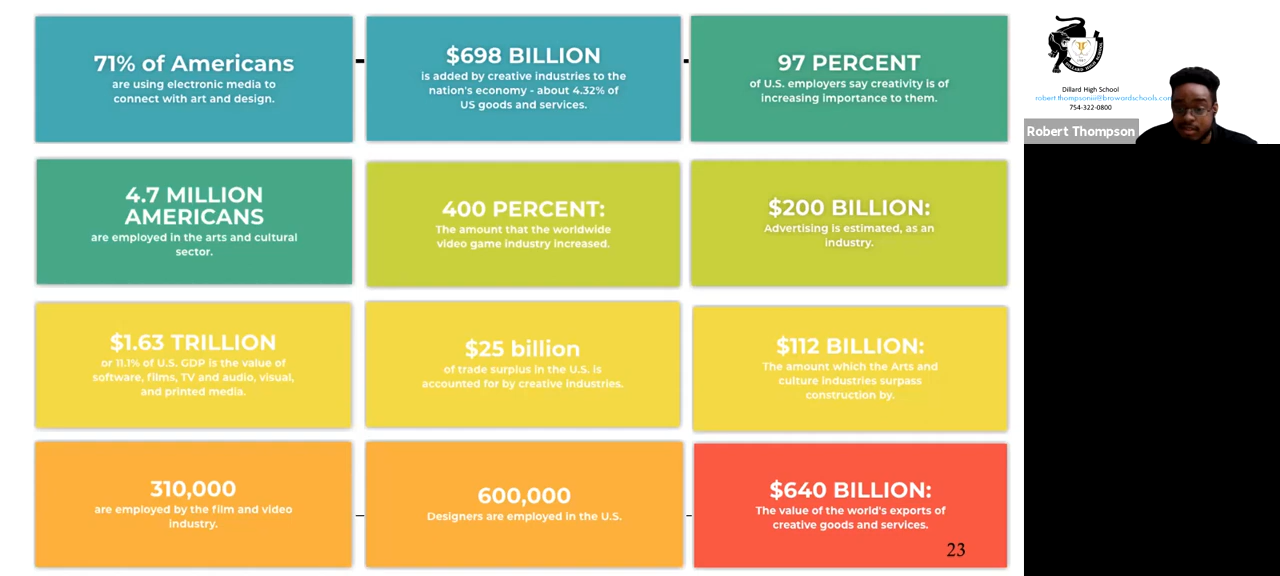 71% of Americans
are using electronic media to
connect with art and design.
$698 BILLION
is added by creative industries to the
nation's economy - about 4.32% of
US goods and services.
97 PERCENT
of U.S. employers say creativity is of
increasing importance to them.
4.7 MILLION
AMERICANS
are employed in the arts and cultural
sector.
400 PERCENT:
The amount that the worldwide
video game industry increased.
$200 BILLION:
Advertising is estimated, as an
industry.
$1.63 TRILLION
or 11.1% of U.S. GDP is the value of
software, films, TV and audio, visual,
and printed media.
$25 billion
of trade surplus in the U.S. is
accounted for by creative industries.
$112 BILLION:
The amount which the Arts and
culture industries surpass
construction by.
310,000
are employed by the film and video
industry.
600,000
Designers are employed in the U.S.
$640 BILLION:
The value of the world's exports of
creative goods and services.
23
DILLARD HIGH SCHOOL
Dillard High School
robert.thompsoniii@browardschools.com
754-322-0800
Robert Thompson